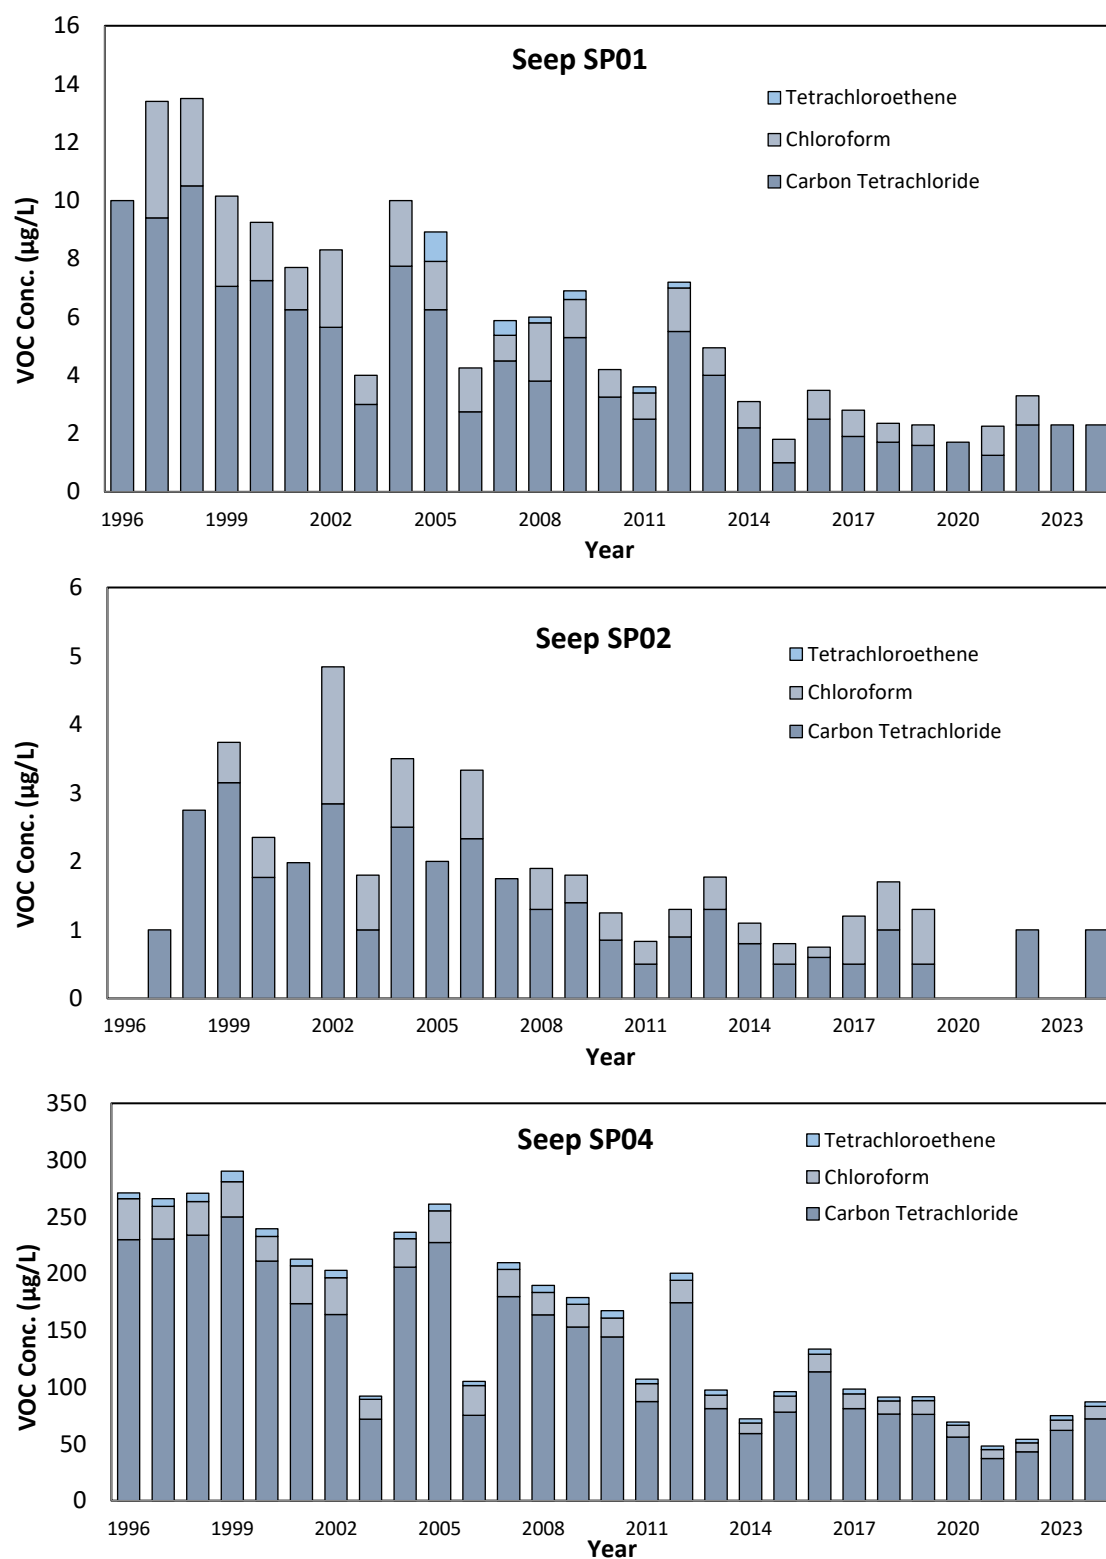 Seep SP01
Tetrachloroethene
Chloroform
Carbon Tetrachloride
VOC Conc. (µg/L)
16
14
12
10
8
6
4
2
0
1996 1999 2002 2005 2008 2011 2014 2017 2020 2023
Year
Seep SP02
Tetrachloroethene
Chloroform
Carbon Tetrachloride
VOC Conc. (µg/L)
6
5
4
3
2
1
0
1996 1999 2002 2005 2008 2011 2014 2017 2020 2023
Year
Seep SP04
Tetrachloroethene
Chloroform
Carbon Tetrachloride
VOC Conc. (µg/L)
350
300
250
200
150
100
50
0
1996 1999 2002 2005 2008 2011 2014 2017 2020 2023
Year